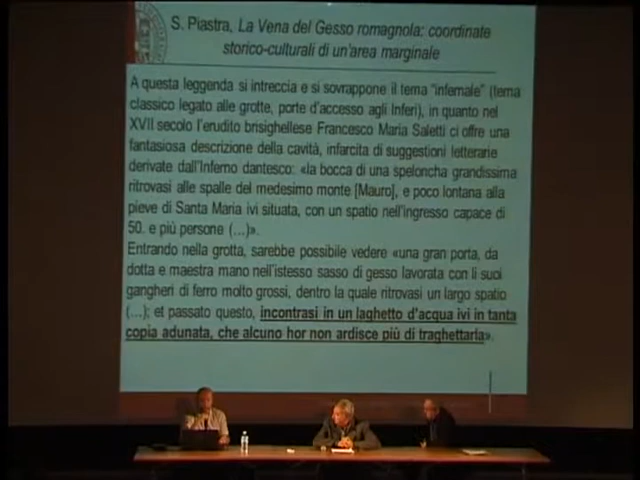 S. Piastra, La Vena del Gesso romagnola: coordinate
storico-culturali di un'area marginale
A questa leggenda si intreccia e si sovrappone il tema "infernale" (tema
classico legato alle grotte, porte d'accesso agli Inferi), in quanto nel
XVII secolo l'erudito brisighellese Francesco Maria Saletti ci offre una
fantasiosa descrizione della cavità, infarcita di suggestioni letterarie
derivate dall'Inferno dantesco: «la bocca di una speloncha grandissima
ritrovasi alle spalle del medesimo monte [Mauro], e poco lontana alla
pieve di Santa Maria ivi situata, con un spatio nell'ingresso capace di
50. e più persone (...)».
Entrando nella grotta, sarebbe possibile vedere «una gran porta, da
dotta e maestra mano nell'istesso sasso di gesso lavorata con li suoi
gangheri di ferro molto grossi, dentro la quale ritrovasi un largo spatio
(...); et passato questo, incontrasi in un laghetto d'acqua ivi in tanta
copia adunata, che alcuno hor non ardisce più di traghettarla».